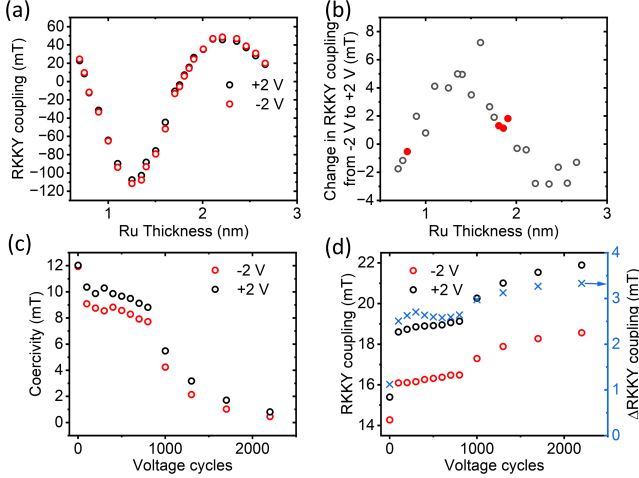 (a)
RKKY coupling (mT)
60
40
20
0
-20
-40
-60
-80
-100
-120
+2 V
-2 V
1
2
3
Ru Thickness (nm)
(b)
Change in RKKY coupling
from -2 V to +2 V (mT)
8
6
4
2
0
-2
-4
1
2
3
Ru Thickness (nm)
(c)
Coercivity (mT)
12
10
8
6
4
2
0
-2 V
+2 V
0
1000
2000
Voltage cycles
(d)
RKKY coupling (mT)
22
20
18
16
14
-2 V
+2 V
0
1000
2000
Voltage cycles
4
3
2
1
0
ΔRKKY coupling (mT)